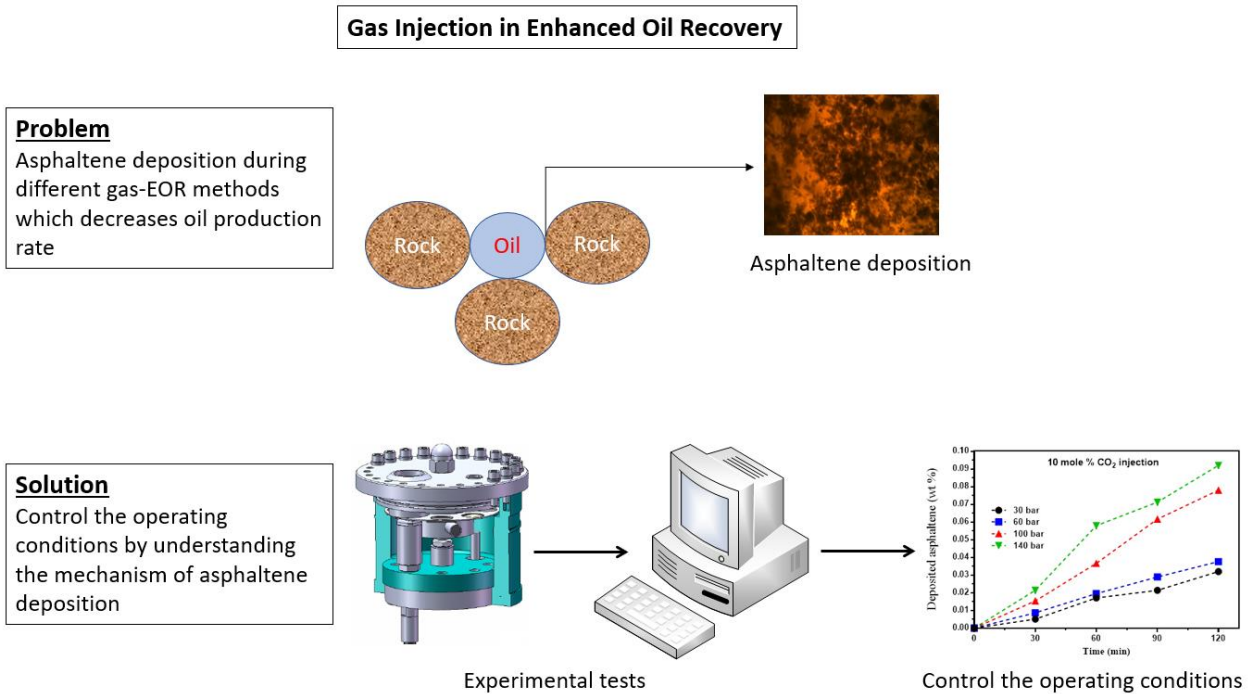 Gas Injection in Enhanced Oil Recovery
Problem
Asphaltene deposition during
different gas-EOR methods
which decreases oil production
rate
Rock
Oil
Rock
Rock
Asphaltene deposition
Solution
Control the operating
conditions by understanding
the mechanism of asphaltene
deposition
Experimental tests
10 mole % CO₂ injection
30 bar
60 bar
100 bar
140 bar
Deposited asphaltene (wt %)
0.10
0.09
0.08
0.07
0.06
0.05
0.04
0.03
0.02
0.01
0.00
0 30 60 90 120
Time (min)
Control the operating conditions